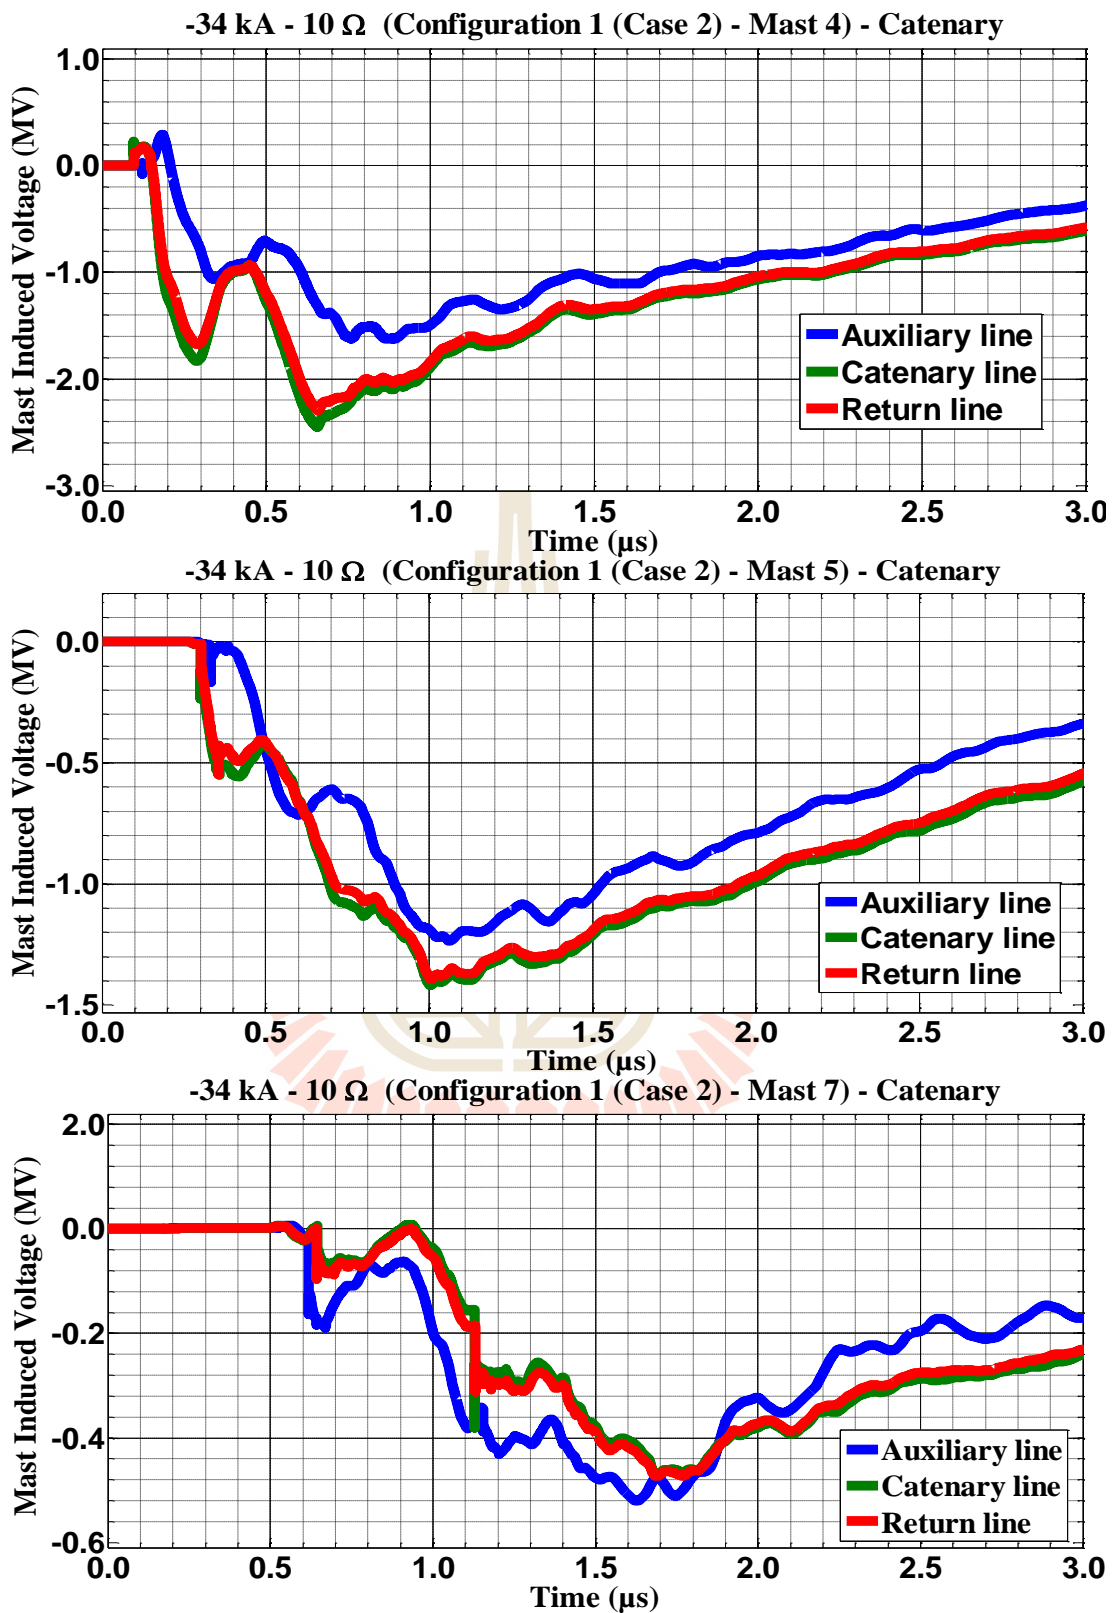 -34 kA - 10 Ω (Configuration 1 (Case 2) - Mast 4) - Catenary
Mast Induced Voltage (MV)
1.0
0.0
-1.0
-2.0
-3.0
Auxiliary line
Catenary line
Return line
0.0 0.5 1.0 1.5 2.0 2.5 3.0
Time (μs)
-34 kA - 10 Ω (Configuration 1 (Case 2) - Mast 5) - Catenary
Mast Induced Voltage (MV)
0.0
-0.5
-1.0
-1.5
Auxiliary line
Catenary line
Return line
0.0 0.5 1.0 1.5 2.0 2.5 3.0
Time (μs)
-34 kA - 10 Ω (Configuration 1 (Case 2) - Mast 7) - Catenary
Mast Induced Voltage (MV)
2.0
0.0
-0.2
-0.4
-0.6
Auxiliary line
Catenary line
Return line
0.0 0.5 1.0 1.5 2.0 2.5 3.0
Time (μs)